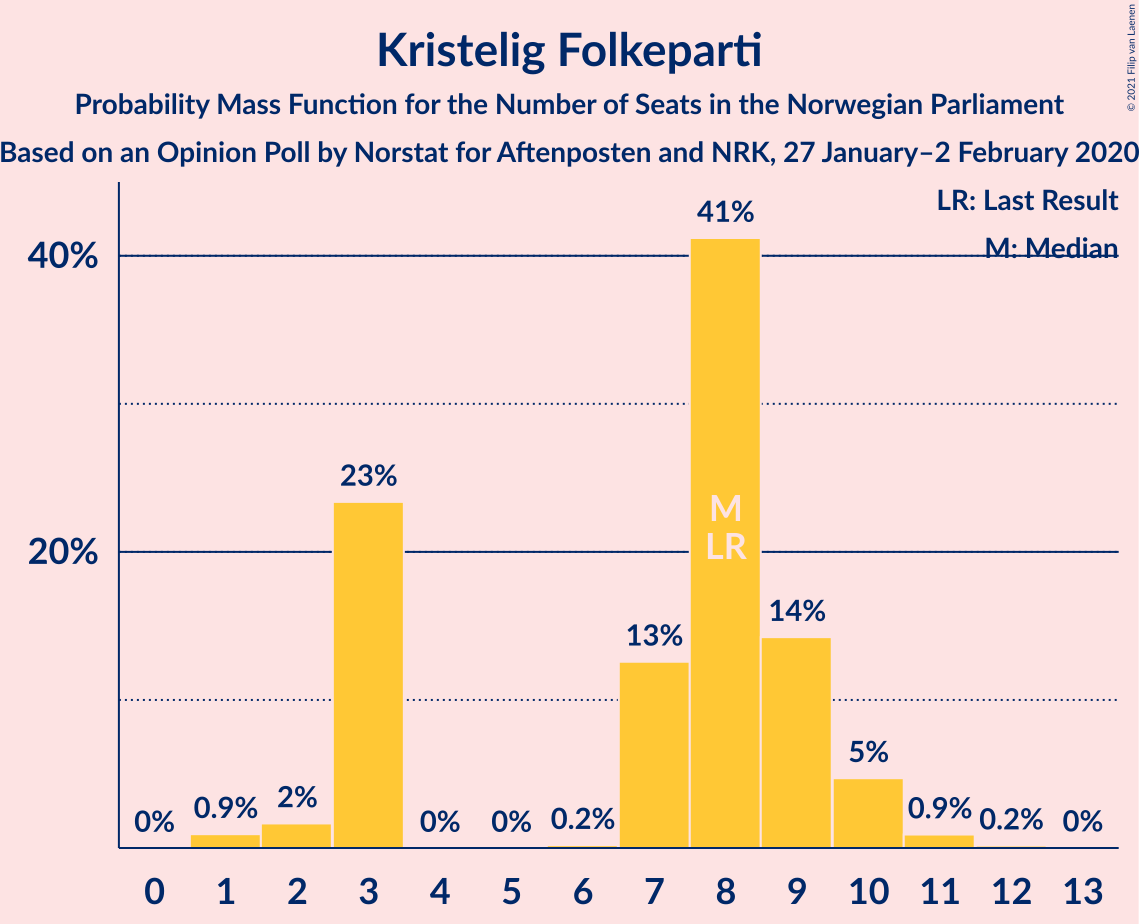 Kristelig Folkeparti
Probability Mass Function for the Number of Seats in the Norwegian Parliament
Based on an Opinion Poll by Norstat for Aftenposten and NRK, 27 January–2 February 2020
© 2021 Filip van Laenen
LR: Last Result
M: Median
40%
20%
0%
0.9%
2%
23%
0%
0%
0.2%
13%
41%
14%
5%
0.9%
0.2%
0%
M
LR
0 1 2 3 4 5 6 7 8 9 10 11 12 13